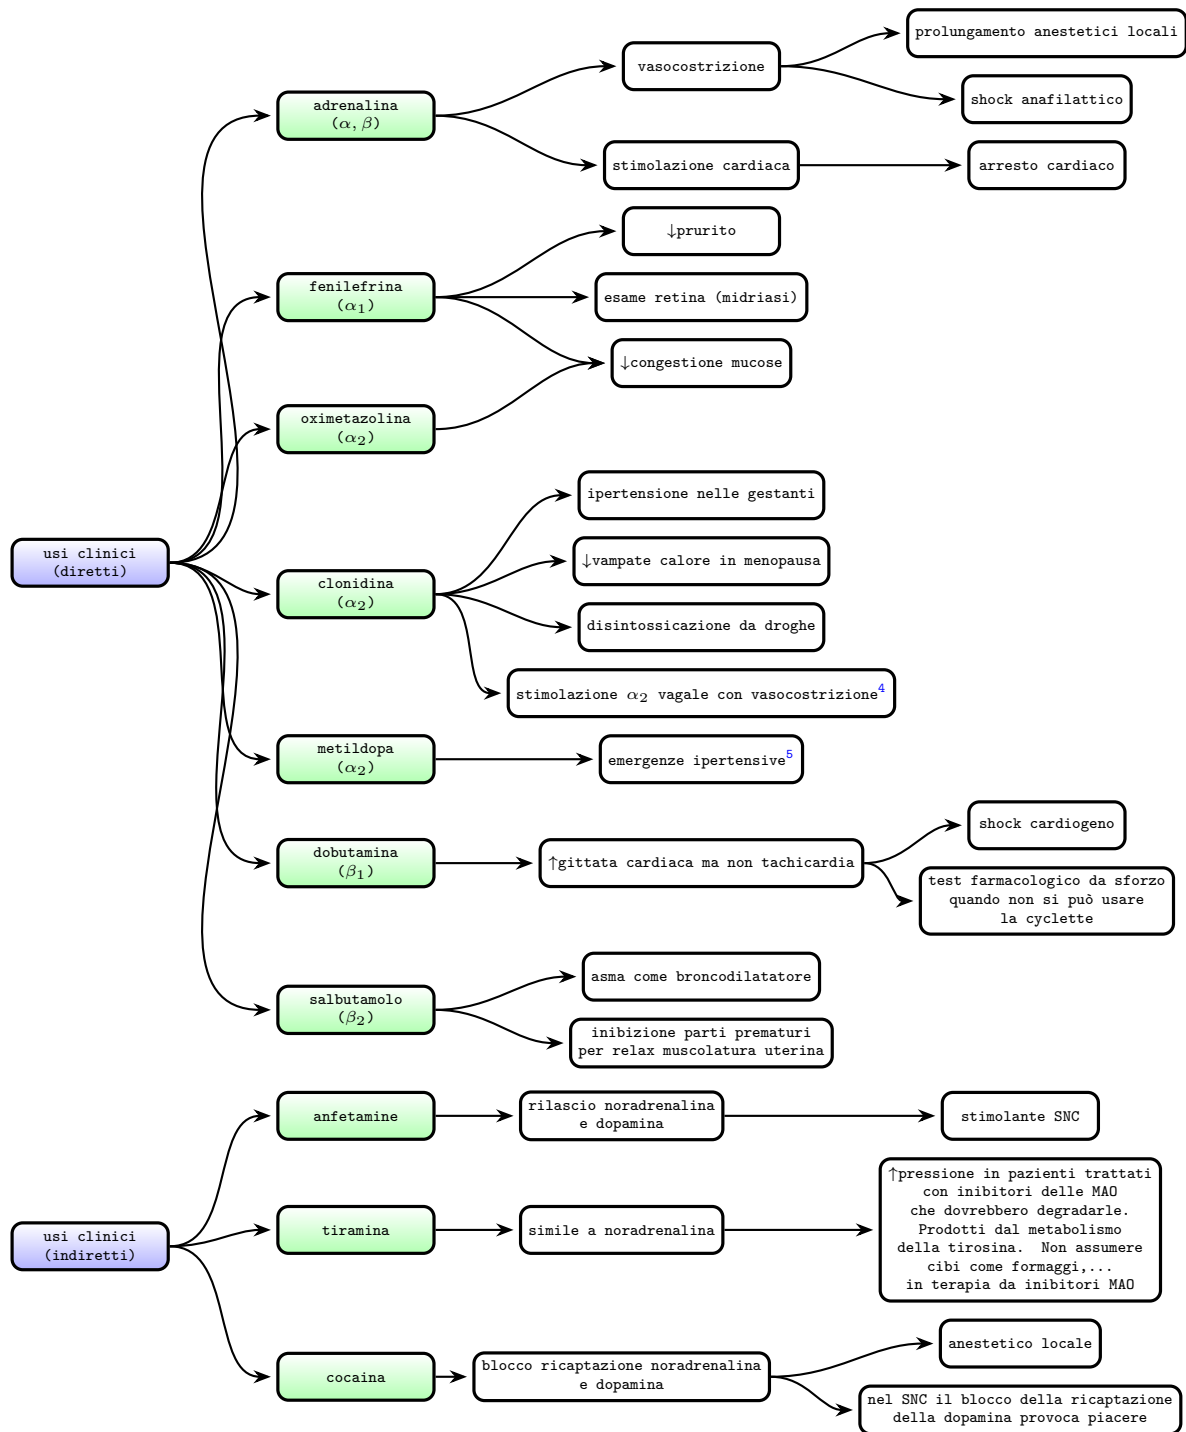 prolungamento anestetici locali
vasocostrizione
shock anafilattico
adrenalina
(α, β)
stimolazione cardiaca
arresto cardiaco
↓prurito
fenilefrina
(α₁)
esame retina (midriasi)
↓congestione mucose
oximetazolina
(α₂)
ipertensione nelle gestanti
usi clinici
(diretti)
↓vampate calore in menopausa
clonidina
(α₂)
disintossicazione da droghe
stimolazione α₂ vagale con vasocostrizione⁴
metildopa
(α₂)
emergenze ipertensive⁵
shock cardiogeno
dobutamina
(β₁)
↑gittata cardiaca ma non tachicardia
test farmacologico da sforzo
quando non si può usare
la cyclette
asma come broncodilatatore
salbutamolo
(β₂)
inibizione parti prematuri
per relax muscolatura uterina
anfetamine
rilascio noradrenalina
e dopamina
stimolante SNC
usi clinici
(indiretti)
tiramina
simile a noradrenalina
↑pressione in pazienti trattati
con inibitori delle MAO
che dovrebbero degradarle.
Prodotti dal metabolismo
della tirosina. Non assumere
cibi come formaggi,...
in terapia da inibitori MAO
cocaina
blocco ricaptazione noradrenalina
e dopamina
anestetico locale
nel SNC il blocco della ricaptazione
della dopamina provoca piacere